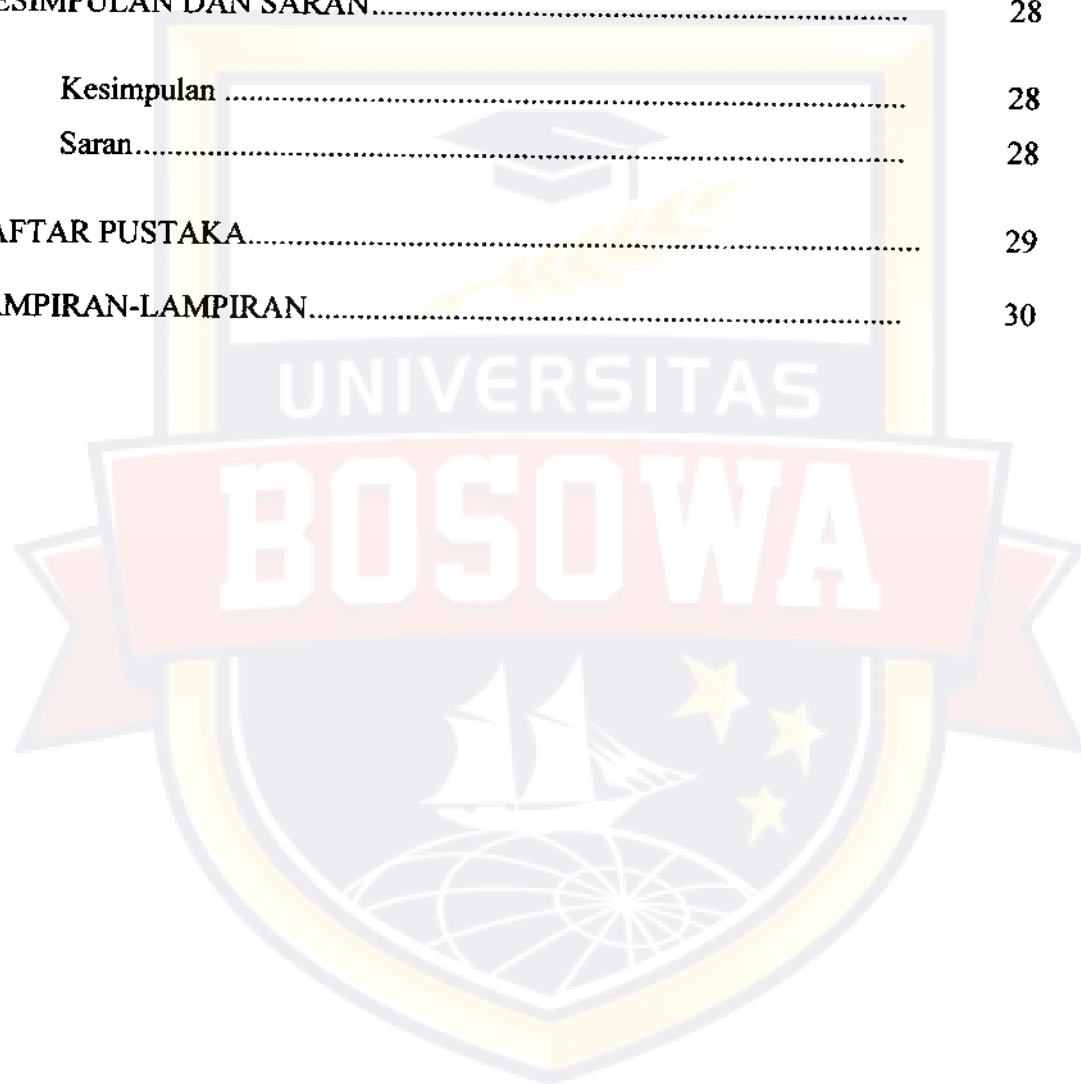 ESIMPULAN DAN SARAN.......................................................... 28
Kesimpulan .......................................................... 28
Saran.......................................................... 28
AFTAR PUSTAKA.......................................................... 29
AMPIRAN-LAMPIRAN.......................................................... 30
UNIVERSITAS
BOSOWA